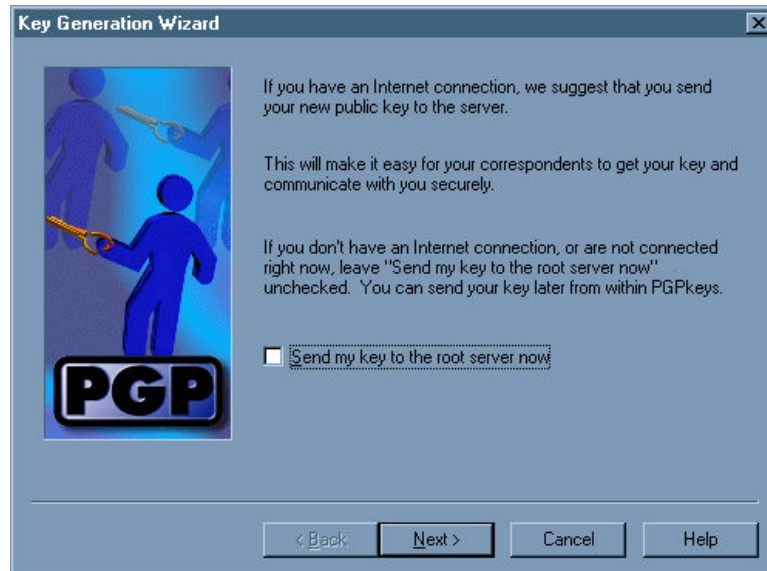 Key Generation Wizard
If you have an Internet connection, we suggest that you send
your new public key to the server.
This will make it easy for your correspondents to get your key and
communicate with you securely.
If you don't have an Internet connection, or are not connected
right now, leave "Send my key to the root server now"
unchecked. You can send your key later from within PGPkeys.
Send my key to the root server now
PGP
< Back
Next >
Cancel
Help